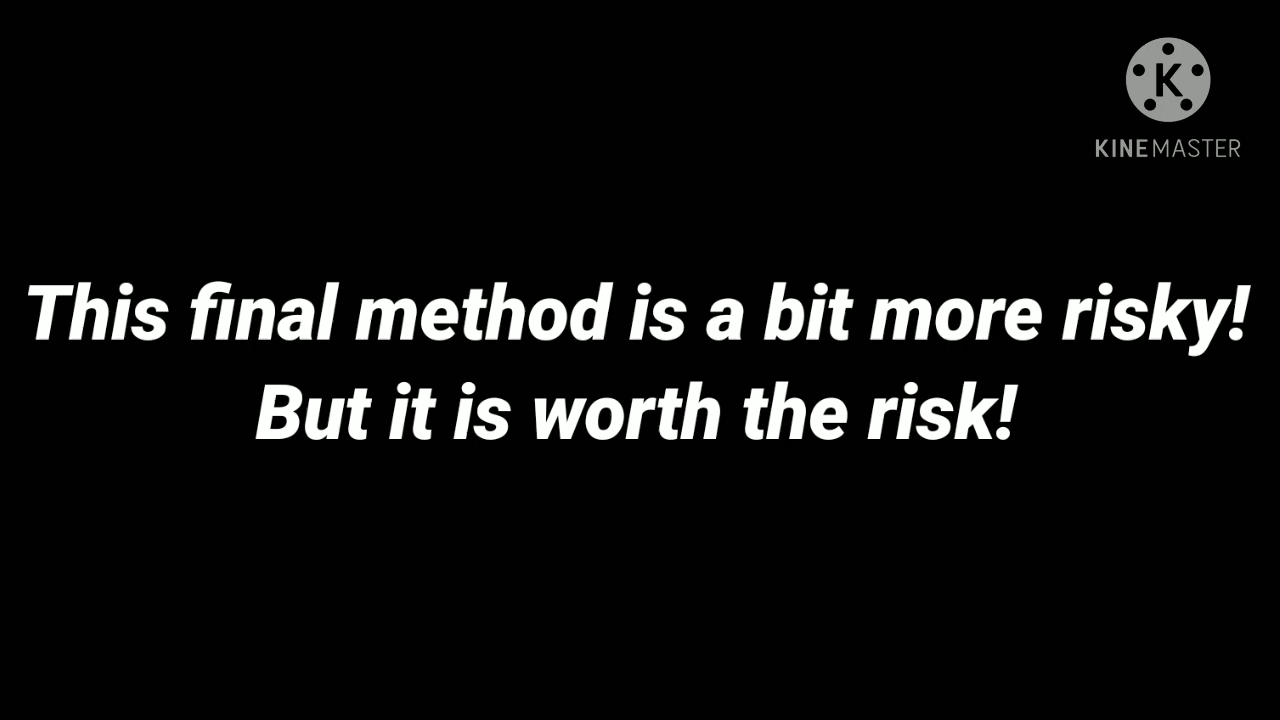 K
KINEMASTER
This final method is a bit more risky!
But it is worth the risk!